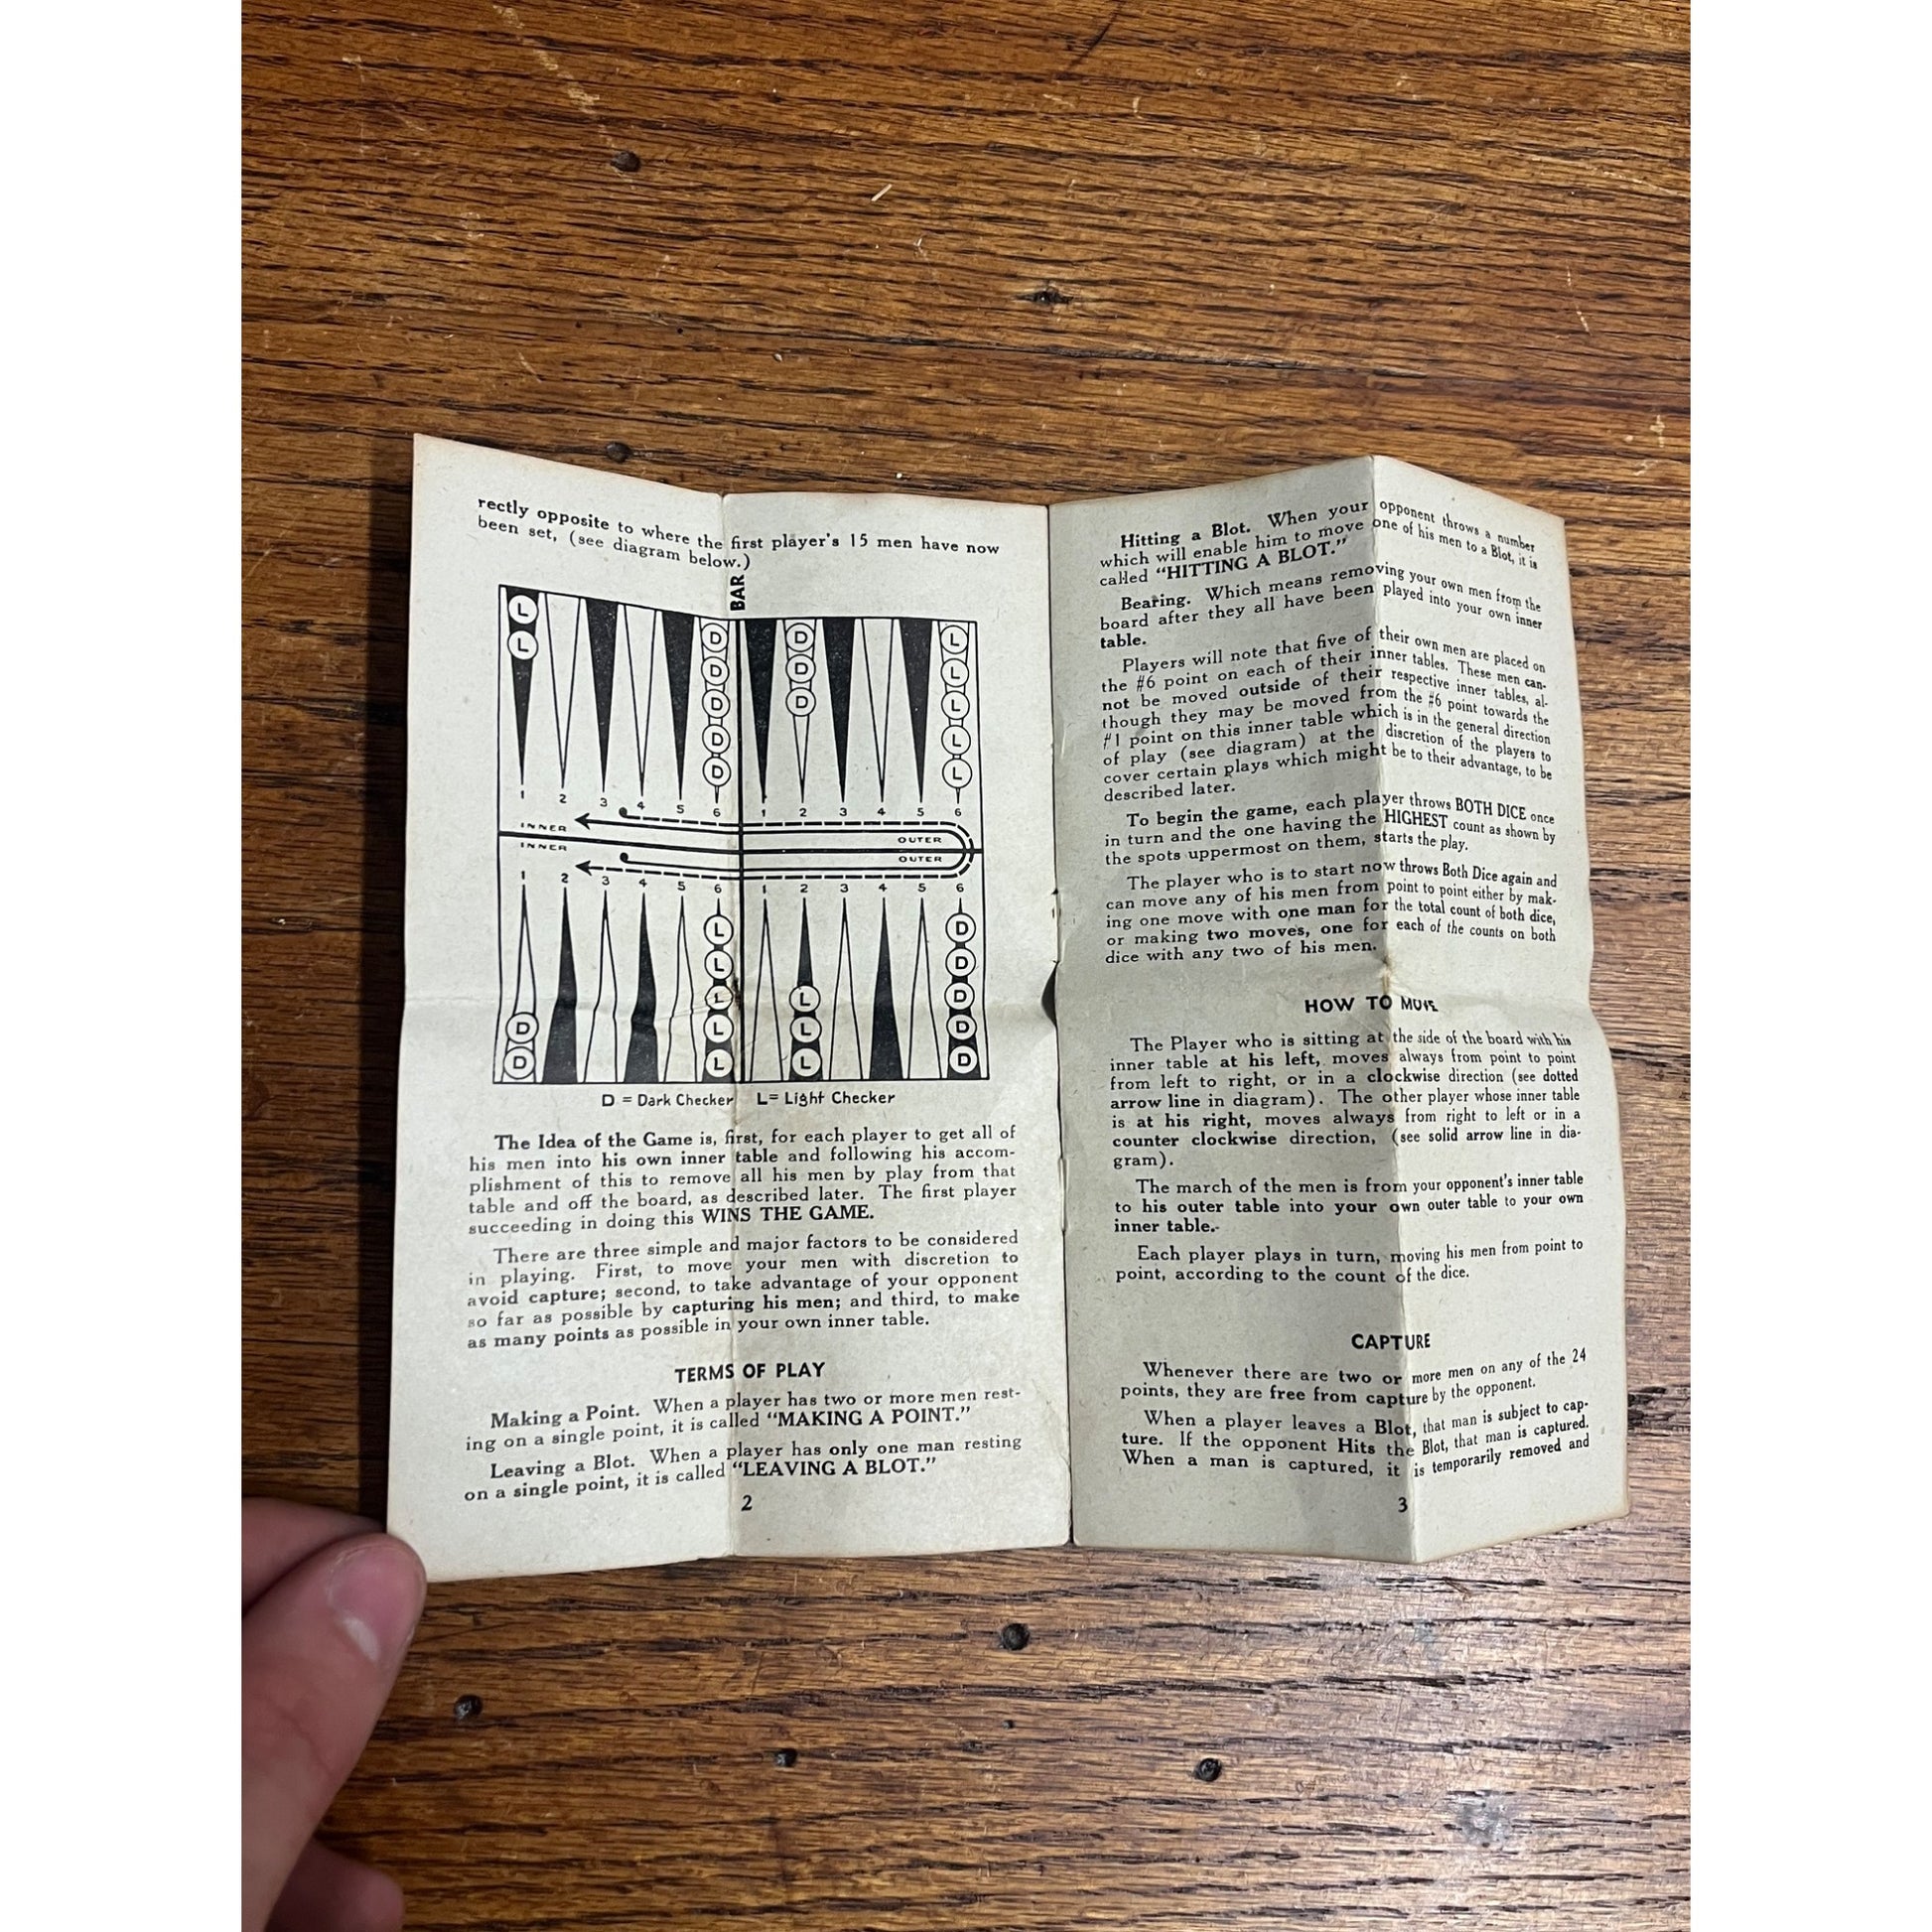 rectly opposite to where the first player's 15 men have now
been set, (see diagram below.)
BAR
L D D L
L D D L
D D L
D L
D L
1 2 3 4 5 6 1 2 3 4 5 6
INNER OUTER
INNER OUTER
1 2 3 4 5 6 1 2 3 4 5 6
L D
L D
L L D
D L L D
D L L D
D = Dark Checker L= Light Checker
The Idea of the Game is, first, for each player to get all of
his men into his own inner table and following his accom-
plishment of this to remove all his men by play from that
table and off the board, as described later. The first player
succeeding in doing this WINS THE GAME.
There are three simple and major factors to be considered
in playing. First, to move your men with discretion to
avoid capture; second, to take advantage of your opponent
so far as possible by capturing his men; and third, to make
as many points as possible in your own inner table.
TERMS OF PLAY
Making a Point. When a player has two or more men rest-
ing on a single point, it is called "MAKING A POINT."
Leaving a Blot. When a player has only one man resting
on a single point, it is called "LEAVING A BLOT."
2
Hitting a Blot. When your opponent throws a number
which will enable him to move one of his men to a Blot, it is
called "HITTING A BLOT."
Bearing. Which means removing your own men from the
board after they all have been played into your own inner
table.
Players will note that five of their own men are placed on
the #6 point on each of their inner tables. These men can-
not be moved outside of their respective inner tables, al-
though they may be moved from the #6 point towards the
#1 point on this inner table which is in the general direction
of play (see diagram) at the discretion of the players to
cover certain plays which might be to their advantage, to be
described later.
To begin the game, each player throws BOTH DICE once
in turn and the one having the HIGHEST count as shown by
the spots uppermost on them, starts the play.
The player who is to start now throws Both Dice again and
can move any of his men from point to point either by mak-
ing one move with one man for the total count of both dice,
or making two moves, one for each of the counts on both
dice with any two of his men.
HOW TO MOVE
The Player who is sitting at the side of the board with his
inner table at his left, moves always from point to point
from left to right, or in a clockwise direction (see dotted
arrow line in diagram). The other player whose inner table
is at his right, moves always from right to left or in a
counter clockwise direction, (see solid arrow line in dia-
gram).
The march of the men is from your opponent's inner table
to his outer table into your own outer table to your own
inner table.
Each player plays in turn, moving his men from point to
point, according to the count of the dice.
CAPTURE
Whenever there are two or more men on any of the 24
points, they are free from capture by the opponent.
When a player leaves a Blot, that man is subject to cap-
ture. If the opponent Hits the Blot, that man is captured.
When a man is captured, it is temporarily removed and
3